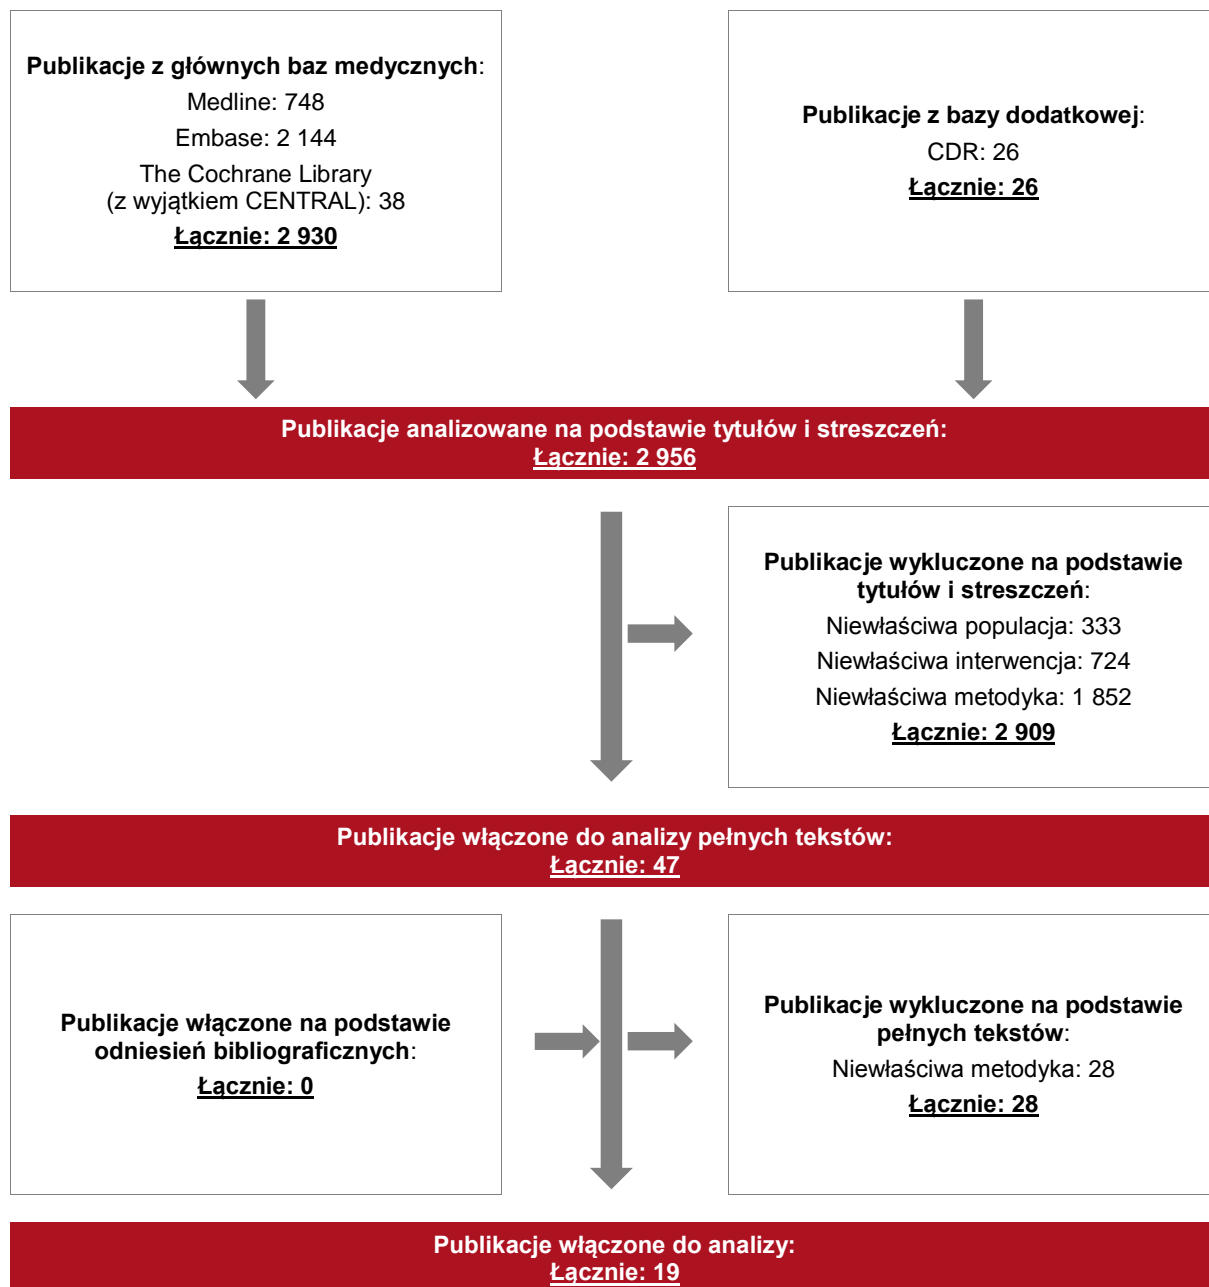 Publikacje z głównych baz medycznych:
Medline: 748
Embase: 2 144
The Cochrane Library
(z wyjątkiem CENTRAL): 38
Łącznie: 2 930
Publikacje z bazy dodatkowej:
CDR: 26
Łącznie: 26
Publikacje analizowane na podstawie tytułów i streszczeń:
Łącznie: 2 956
Publikacje wykluczone na podstawie
tytułów i streszczeń:
Niewłaściwa populacja: 333
Niewłaściwa interwencja: 724
Niewłaściwa metodyka: 1 852
Łącznie: 2 909
Publikacje włączone do analizy pełnych tekstów:
Łącznie: 47
Publikacje włączone na podstawie
odniesień bibliograficznych:
Łącznie: 0
Publikacje wykluczone na podstawie
pełnych tekstów:
Niewłaściwa metodyka: 28
Łącznie: 28
Publikacje włączone do analizy:
Łącznie: 19